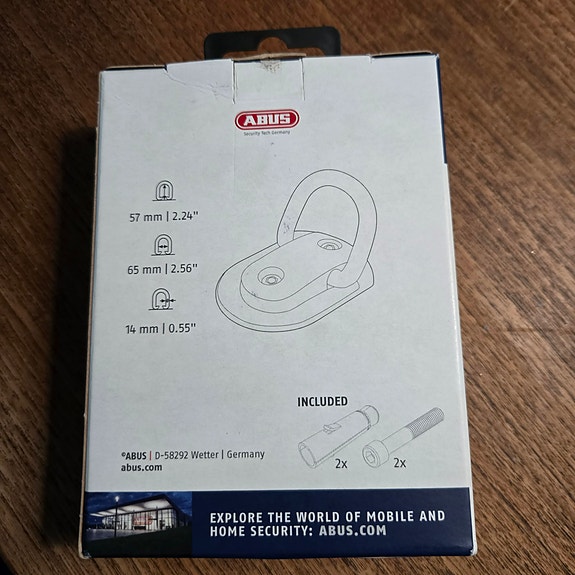 ABUS
Security Tech Germany
57 mm | 2.24"
65 mm | 2.56"
14 mm | 0.55"
INCLUDED
2x
2x
©ABUS | D-58292 Wetter | Germany
abus.com
EXPLORE THE WORLD OF MOBILE AND
HOME SECURITY: ABUS.COM